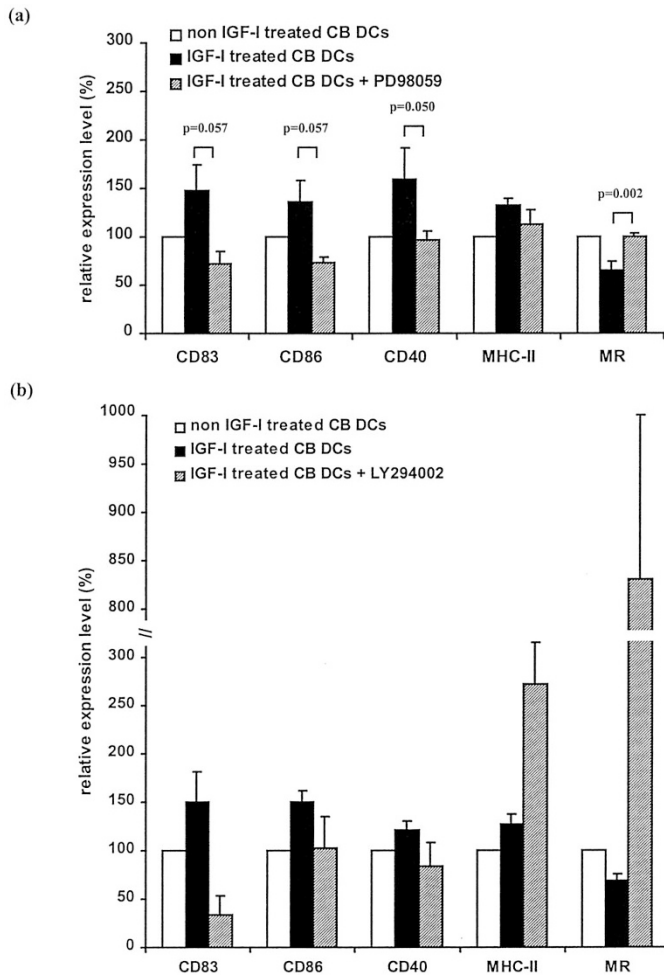 (a)
non IGF-I treated CB DCs
IGF-I treated CB DCs
IGF-I treated CB DCs + PD98059
relative expression level (%)
300
250
200
150
100
50
0
p=0.057
p=0.057
p=0.050
p=0.002
CD83 CD86 CD40 MHC-II MR
(b)
non IGF-I treated CB DCs
IGF-I treated CB DCs
IGF-I treated CB DCs + LY294002
relative expression level (%)
1000
950
900
850
800
300
250
200
150
100
50
0
CD83 CD86 CD40 MHC-II MR